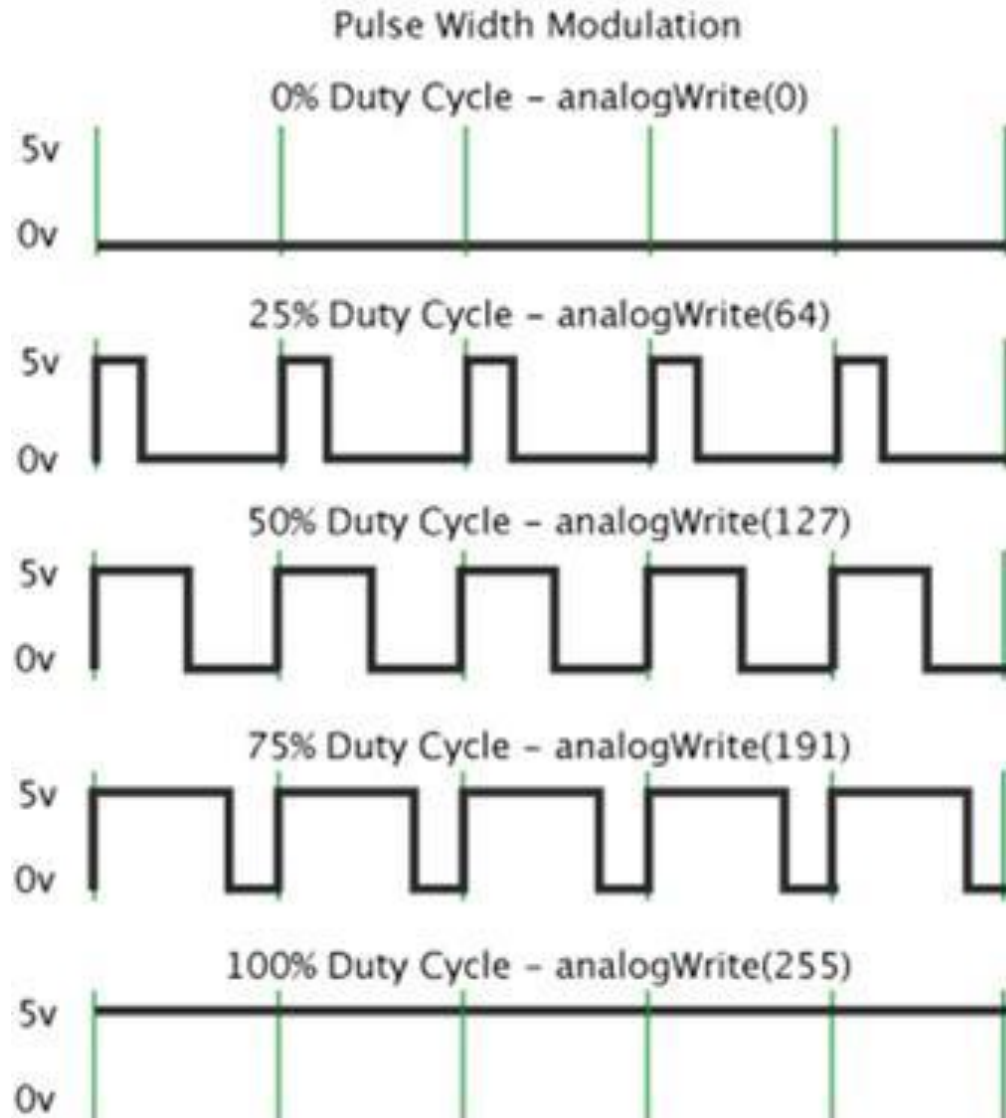 Pulse Width Modulation
0% Duty Cycle – analogWrite(0)
5v
0v
25% Duty Cycle – analogWrite(64)
5v
0v
50% Duty Cycle – analogWrite(127)
5v
0v
75% Duty Cycle – analogWrite(191)
5v
0v
100% Duty Cycle – analogWrite(255)
5v
0v